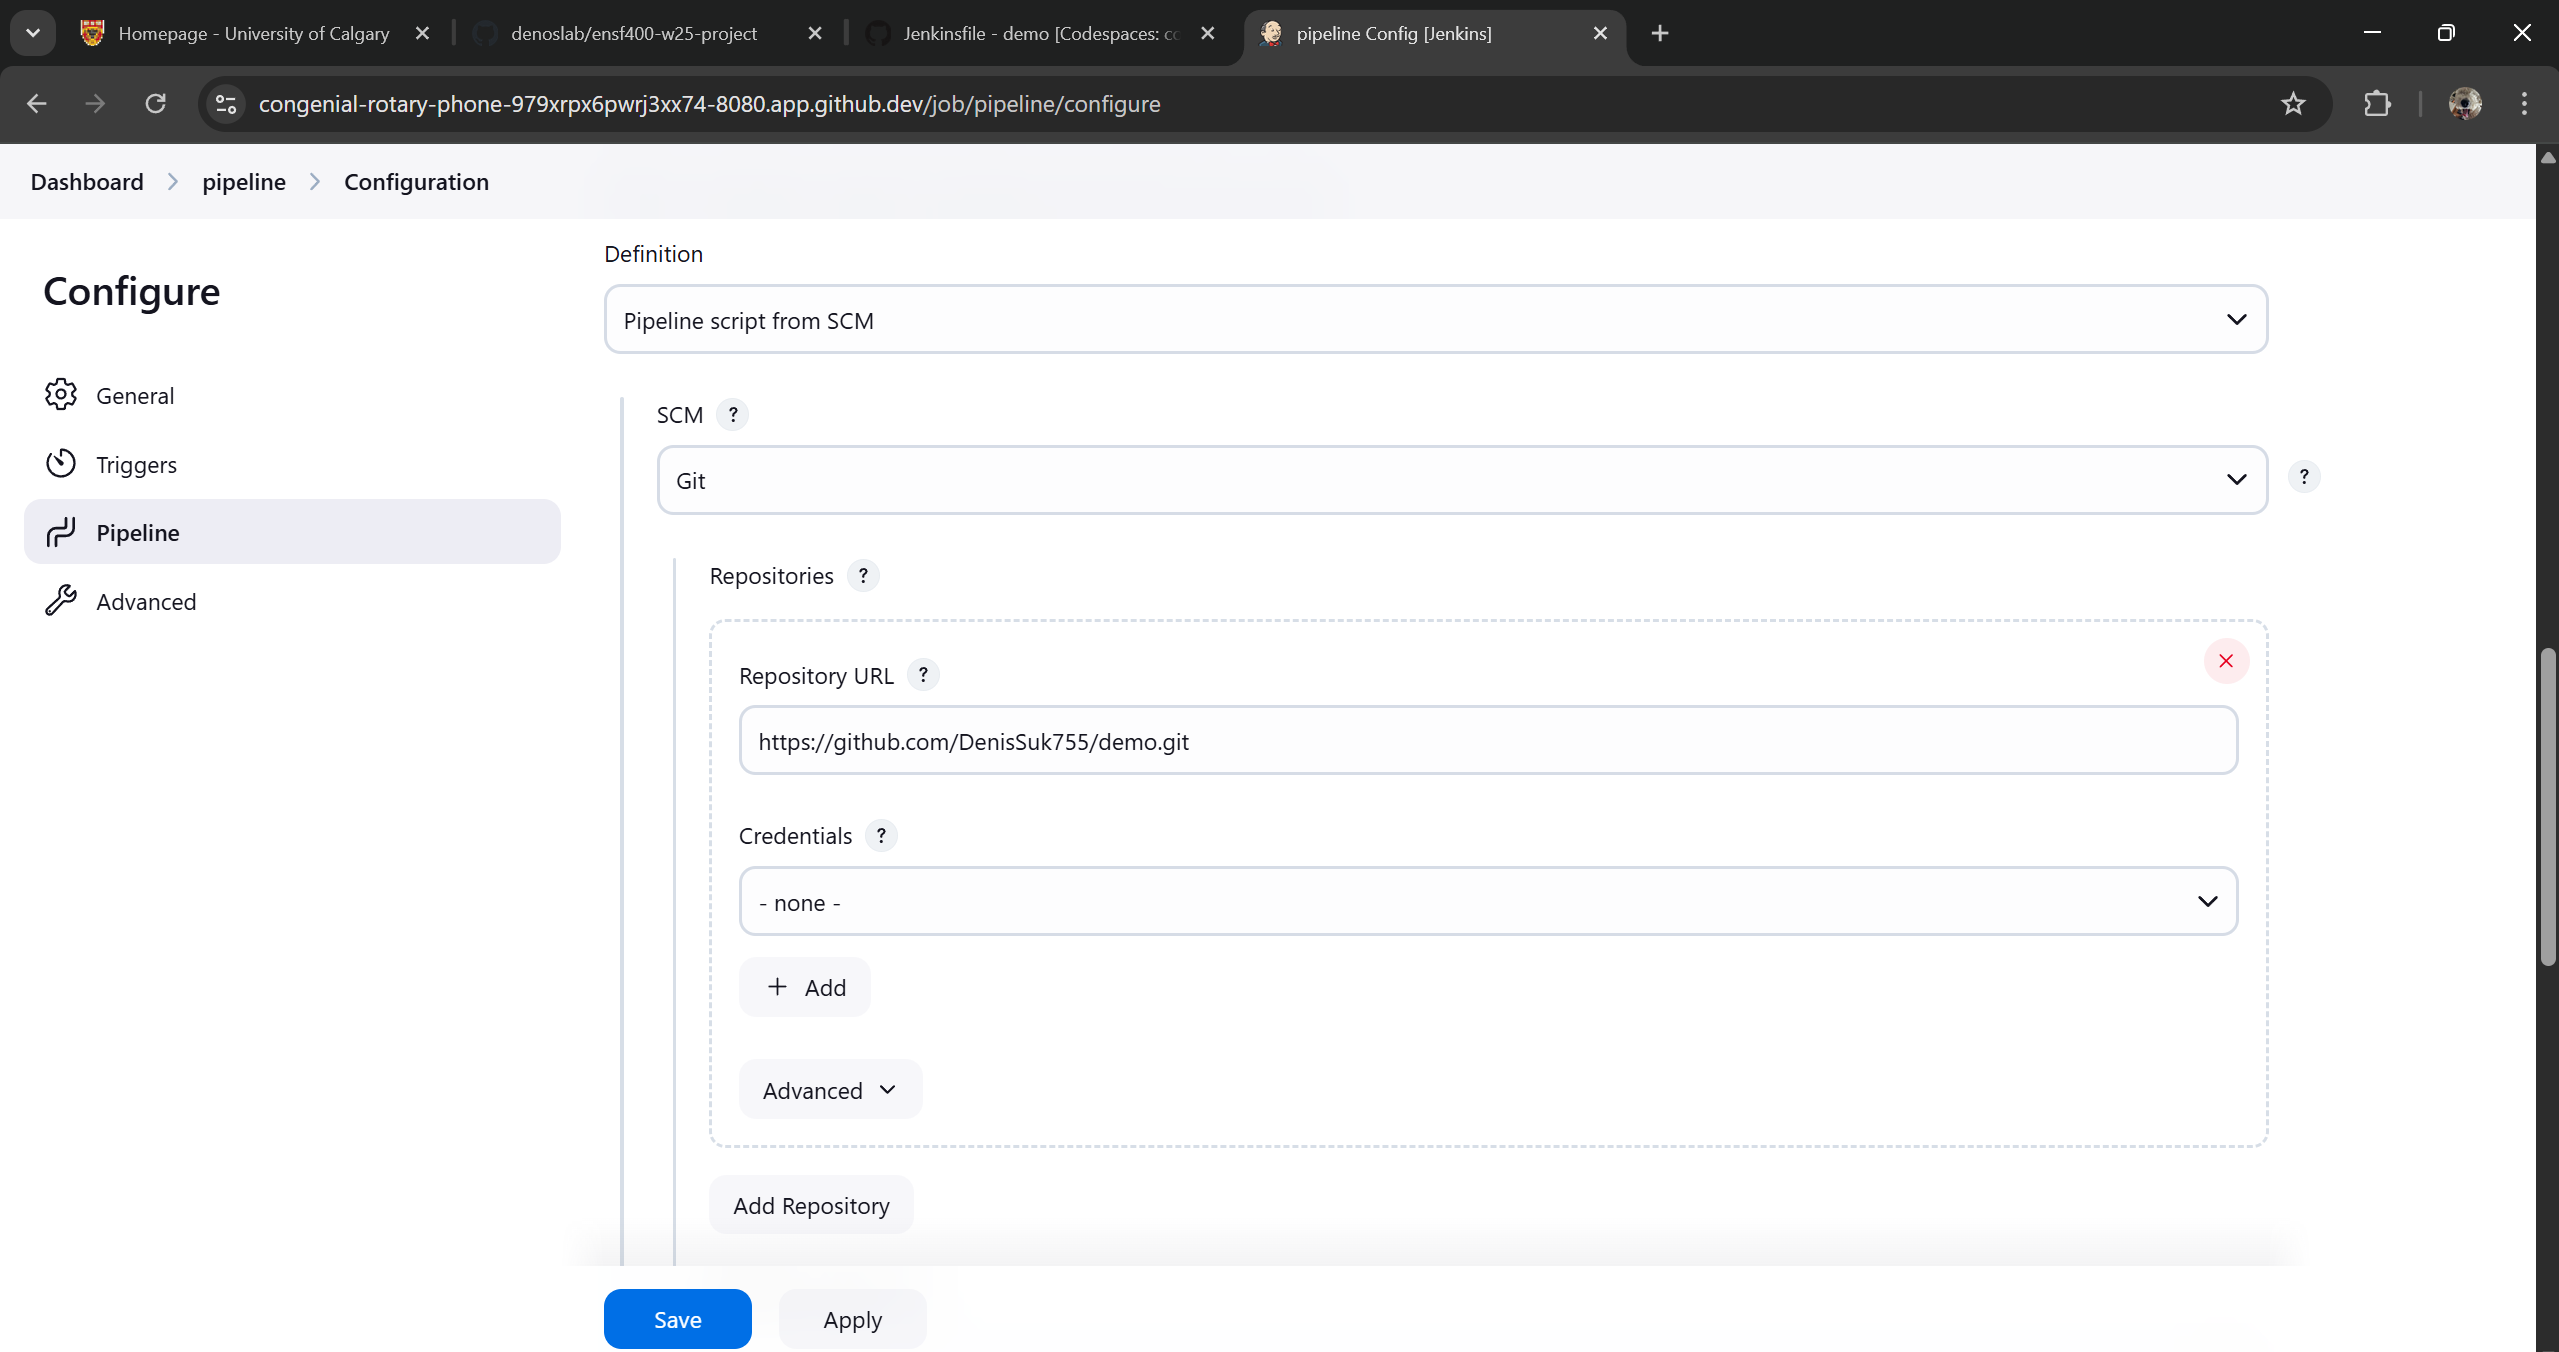 Homepage - University of Calgary
denoslab/ensf400-w25-project
Jenkinsfile - demo [Codespaces: co
pipeline Config [Jenkins]
congenial-rotary-phone-979xrpx6pwrj3xx74-8080.app.github.dev/job/pipeline/configure
Dashboard
pipeline
Configuration
Configure
General
Triggers
Pipeline
Advanced
Definition
Pipeline script from SCM
SCM ?
Git
?
Repositories ?
Repository URL ?
https://github.com/DenisSuk755/demo.git
Credentials ?
- none -
+ Add
Advanced
Add Repository
Save
Apply